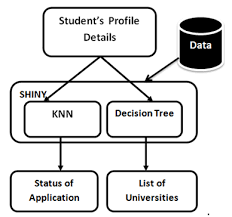 Student's Profile
Details
Data
SHINY
KNN
Decision Tree
Status of
Application
List of
Universities